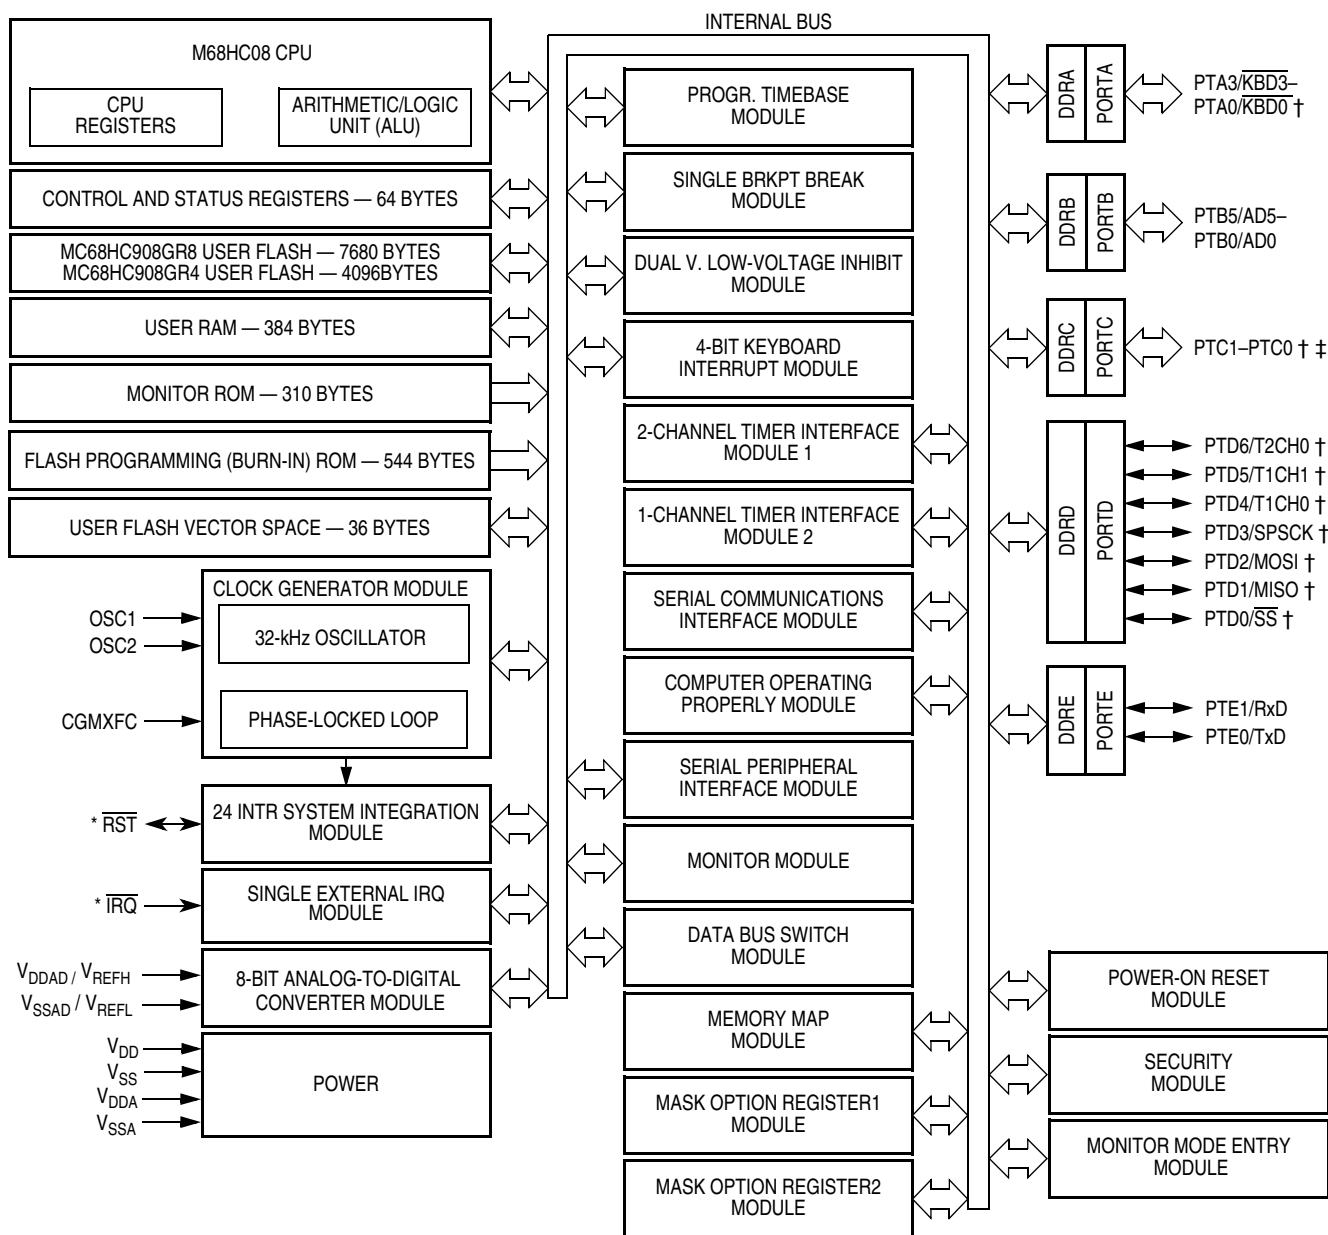 INTERNAL BUS
M68HC08 CPU
CPU
REGISTERS
ARITHMETIC/LOGIC
UNIT (ALU)
CONTROL AND STATUS REGISTERS — 64 BYTES
MC68HC908GR8 USER FLASH — 7680 BYTES
MC68HC908GR4 USER FLASH — 4096BYTES
USER RAM — 384 BYTES
MONITOR ROM — 310 BYTES
FLASH PROGRAMMING (BURN-IN) ROM — 544 BYTES
USER FLASH VECTOR SPACE — 36 BYTES
CLOCK GENERATOR MODULE
32-kHz OSCILLATOR
PHASE-LOCKED LOOP
OSC1
OSC2
CGMXFC
24 INTR SYSTEM INTEGRATION
MODULE
* RST
SINGLE EXTERNAL IRQ
MODULE
* IRQ
8-BIT ANALOG-TO-DIGITAL
CONVERTER MODULE
VDDAD / VREFH
VSSAD / VREFL
POWER
VDD
VSS
VDDA
VSSA
PROGR. TIMEBASE
MODULE
SINGLE BRKPT BREAK
MODULE
DUAL V. LOW-VOLTAGE INHIBIT
MODULE
4-BIT KEYBOARD
INTERRUPT MODULE
2-CHANNEL TIMER INTERFACE
MODULE 1
1-CHANNEL TIMER INTERFACE
MODULE 2
SERIAL COMMUNICATIONS
INTERFACE MODULE
COMPUTER OPERATING
PROPERLY MODULE
SERIAL PERIPHERAL
INTERFACE MODULE
MONITOR MODULE
DATA BUS SWITCH
MODULE
MEMORY MAP
MODULE
MASK OPTION REGISTER1
MODULE
MASK OPTION REGISTER2
MODULE
DDRA
PORTA
PTA3/KBD3–
PTA0/KBD0 †
DDRB
PORTB
PTB5/AD5–
PTB0/AD0
DDRC
PORTC
PTC1–PTC0 † ‡
DDRD
PORTD
PTD6/T2CH0 †
PTD5/T1CH1 †
PTD4/T1CH0 †
PTD3/SPSCK †
PTD2/MOSI †
PTD1/MISO †
PTD0/SS †
DDRE
PORTE
PTE1/RxD
PTE0/TxD
POWER-ON RESET
MODULE
SECURITY
MODULE
MONITOR MODE ENTRY
MODULE